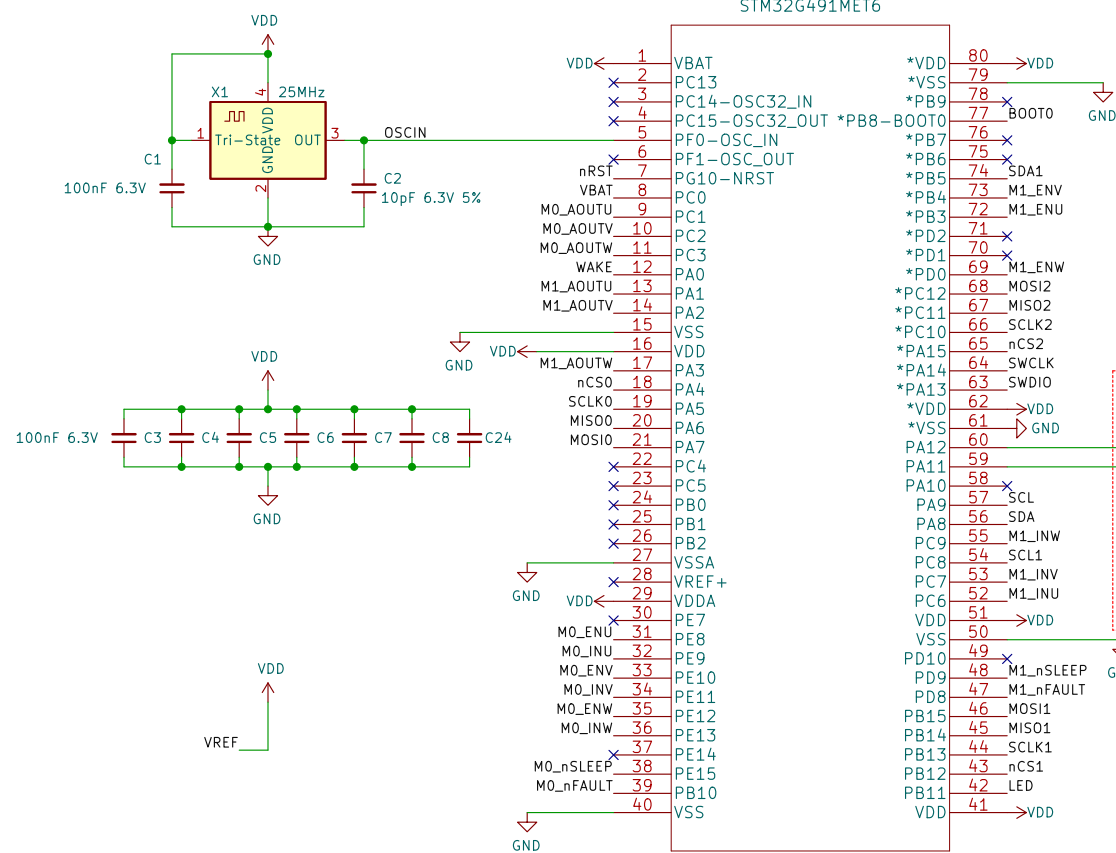 STM32G491MET6
VDD
X1 25MHz
4
VDD
1 Tri-State OUT 3
GND
2
OSCIN
C1
100nF 6.3V
C2
10pF 6.3V 5%
GND
VDD
100nF 6.3V C3 C4 C5 C6 C7 C8 C24
GND
VDD
VREF
VDD 1 VBAT
2 PC13
3 PC14-OSC32_IN
4 PC15-OSC32_OUT
5 PF0-OSC_IN
6 PF1-OSC_OUT
nRST 7 PG10-NRST
VBAT 8 PC0
M0_AOUTU 9 PC1
M0_AOUTV 10 PC2
M0_AOUTW 11 PC3
WAKE 12 PA0
M1_AOUTU 13 PA1
M1_AOUTV 14 PA2
15 VSS
GND
VDD 16 VDD
M1_AOUTW 17 PA3
nCS0 18 PA4
SCLK0 19 PA5
MISO0 20 PA6
MOSI0 21 PA7
22 PC4
23 PC5
24 PB0
25 PB1
26 PB2
27 VSSA
GND
28 VREF+
VDD 29 VDDA
30 PE7
M0_ENU 31 PE8
M0_INU 32 PE9
M0_ENV 33 PE10
M0_INV 34 PE11
M0_ENW 35 PE12
M0_INW 36 PE13
37 PE14
M0_nSLEEP 38 PE15
M0_nFAULT 39 PB10
40 VSS
GND
*VDD 80 VDD
*VSS 79
GND
*PB9 78
*PB8-BOOT0 77 BOOT0
*PB7 76
*PB6 75
*PB5 74 SDA1
*PB4 73 M1_ENV
*PB3 72 M1_ENU
*PD2 71
*PD1 70
*PD0 69 M1_ENW
*PC12 68 MOSI2
*PC11 67 MISO2
*PC10 66 SCLK2
*PA15 65 nCS2
*PA14 64 SWCLK
*PA13 63 SWDIO
*VDD 62 VDD
*VSS 61 GND
PA12 60
PA11 59
PA10 58
PA9 57 SCL
PA8 56 SDA
PC9 55 M1_INW
PC8 54 SCL1
PC7 53 M1_INV
PC6 52 M1_INU
VDD 51 VDD
VSS 50
PD10 49
PD9 48 M1_nSLEEP
PD8 47 M1_nFAULT
PB15 46 MOSI1
PB14 45 MISO1
PB13 44 SCLK1
PB12 43 nCS1
PB11 42 LED
VDD 41 VDD